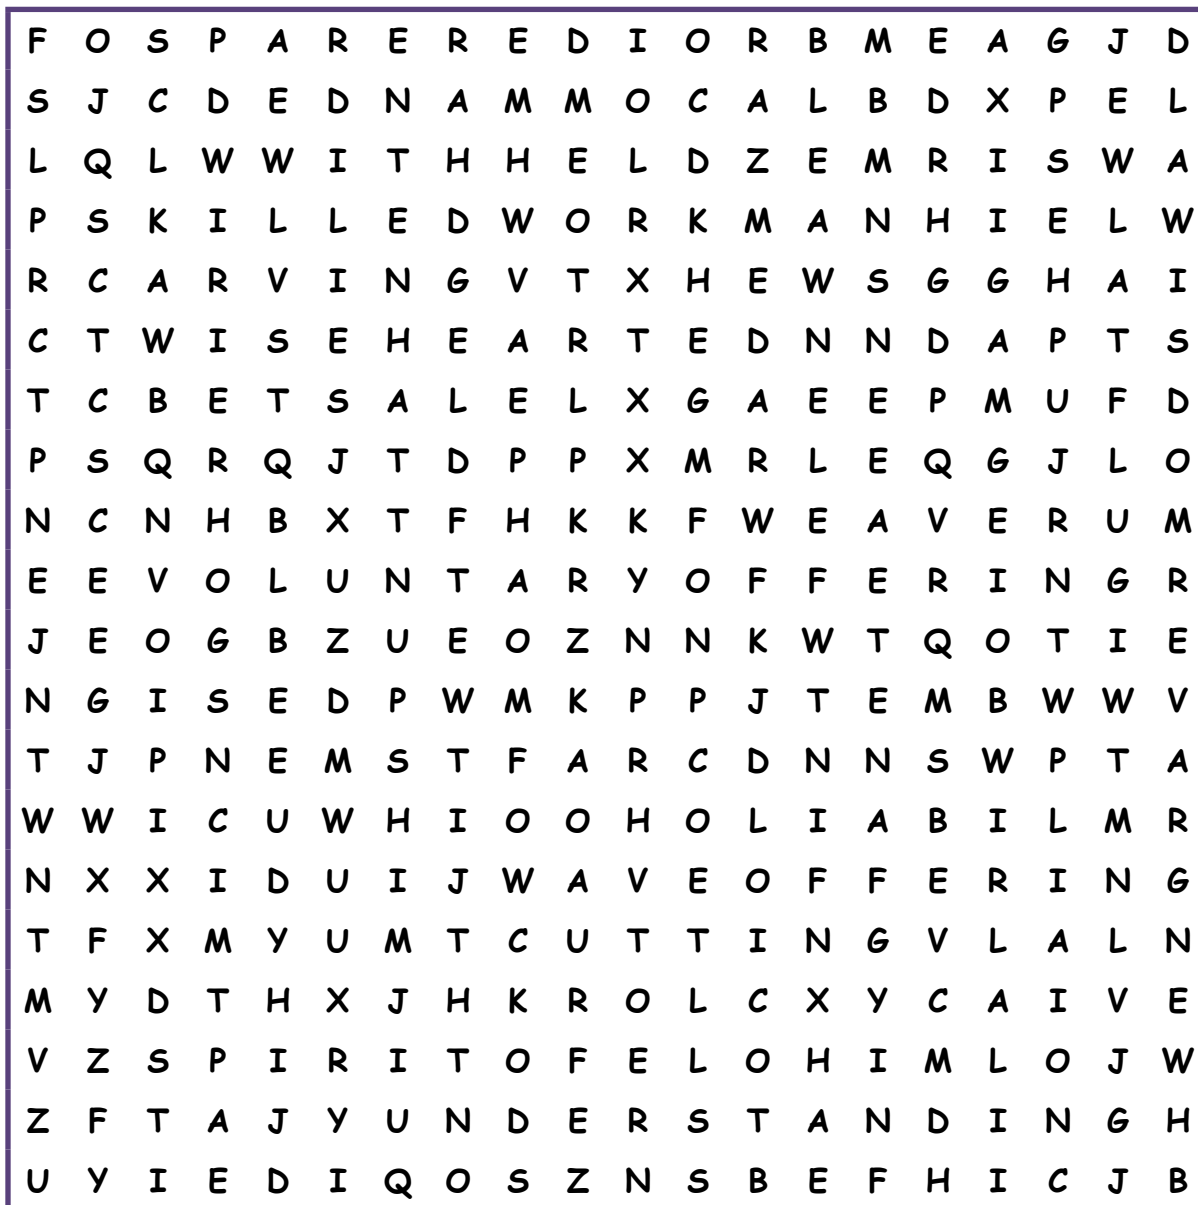 F O S P A R E R E D I O R B M E A G J D
S J C D E D N A M M O C A L B D X P E L
L Q L W W I T H H E L D Z E M R I S W A
P S K I L L E D W O R K M A N H I E L W
R C A R V I N G V T X H E W S G G H A I
C T W I S E H E A R T E D N N D A P T S
T C B E T S A L E L X G A E E P M U F D
P S Q R Q J T D P P X M R L E Q G J L O
N C N H B X T F H K K F W E A V E R U M
E E V O L U N T A R Y O F F E R I N G R
J E O G B Z U E O Z N N K W T Q O T I E
N G I S E D P W M K P P J T E M B W W V
T J P N E M S T F A R C D N N S W P T A
W W I C U W H I O O H O L I A B I L M R
N X X I D U I J W A V E O F F E R I N G
T F X M Y U M T C U T T I N G V L A L N
M Y D T H X J H K R O L C X Y C A I V E
V Z S P I R I T O F E L O H I M L O J W
Z F T A J Y U N D E R S T A N D I N G H
U Y I E D I Q O S Z N S B E F H I C J B